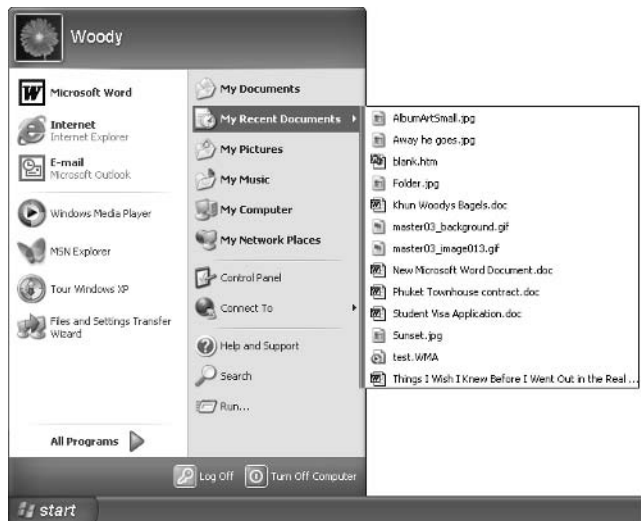 Woody
Microsoft Word
Internet
Internet Explorer
E-mail
Microsoft Outlook
Windows Media Player
MSN Explorer
Tour Windows XP
Files and Settings Transfer
Wizard
All Programs
My Documents
My Recent Documents
My Pictures
My Music
My Computer
My Network Places
Control Panel
Connect To
Help and Support
Search
Run...
AlbumArtSmall.jpg
Away he goes.jpg
blank.htm
Folder.jpg
Khun Woodys Bagels.doc
master03_background.gif
master03_image013.gif
New Microsoft Word Document.doc
Phuket Townhouse contract.doc
Student Visa Application.doc
Sunset.jpg
test.WMA
Things I Wish I Knew Before I Went Out in the Real ...
Log Off
Turn Off Computer
start